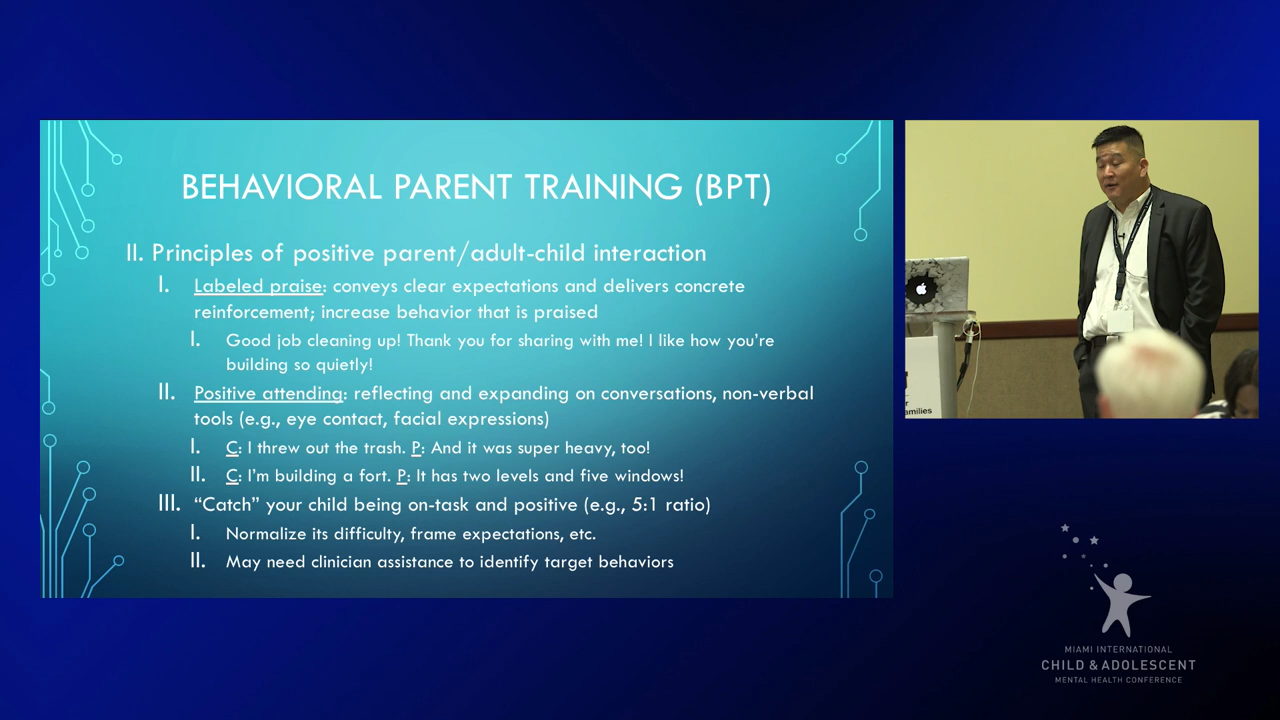 BEHAVIORAL PARENT TRAINING (BPT)
II. Principles of positive parent/adult-child interaction
I. Labeled praise: conveys clear expectations and delivers concrete
reinforcement; increase behavior that is praised
I. Good job cleaning up! Thank you for sharing with me! I like how you’re
building so quietly!
II. Positive attending: reflecting and expanding on conversations, non-verbal
tools (e.g., eye contact, facial expressions)
I. C: I threw out the trash. P: And it was super heavy, too!
II. C: I’m building a fort. P: It has two levels and five windows!
III. “Catch” your child being on-task and positive (e.g., 5:1 ratio)
I. Normalize its difficulty, frame expectations, etc.
II. May need clinician assistance to identify target behaviors
families
MIAMI INTERNATIONAL
CHILD & ADOLESCENT
MENTAL HEALTH CONFERENCE